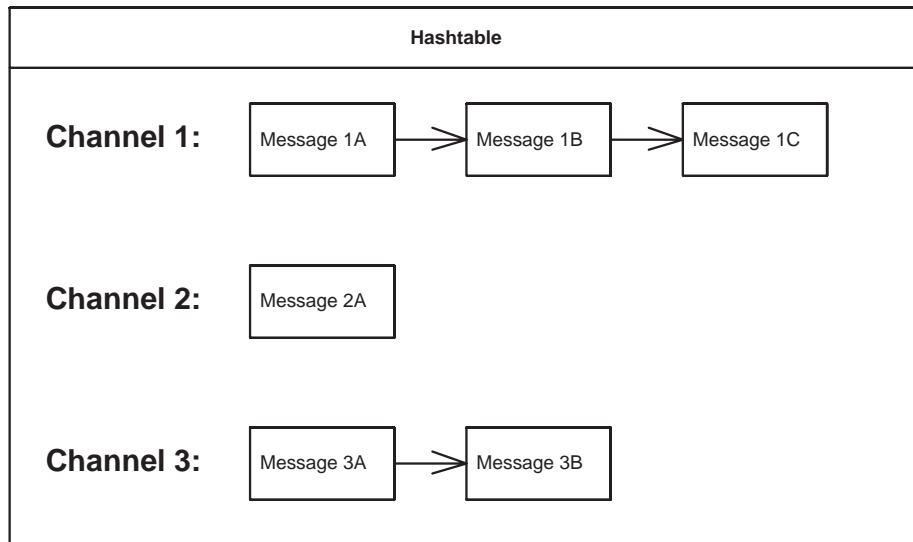 Hashtable
Channel 1: Message 1A Message 1B Message 1C
Channel 2: Message 2A
Channel 3: Message 3A Message 3B